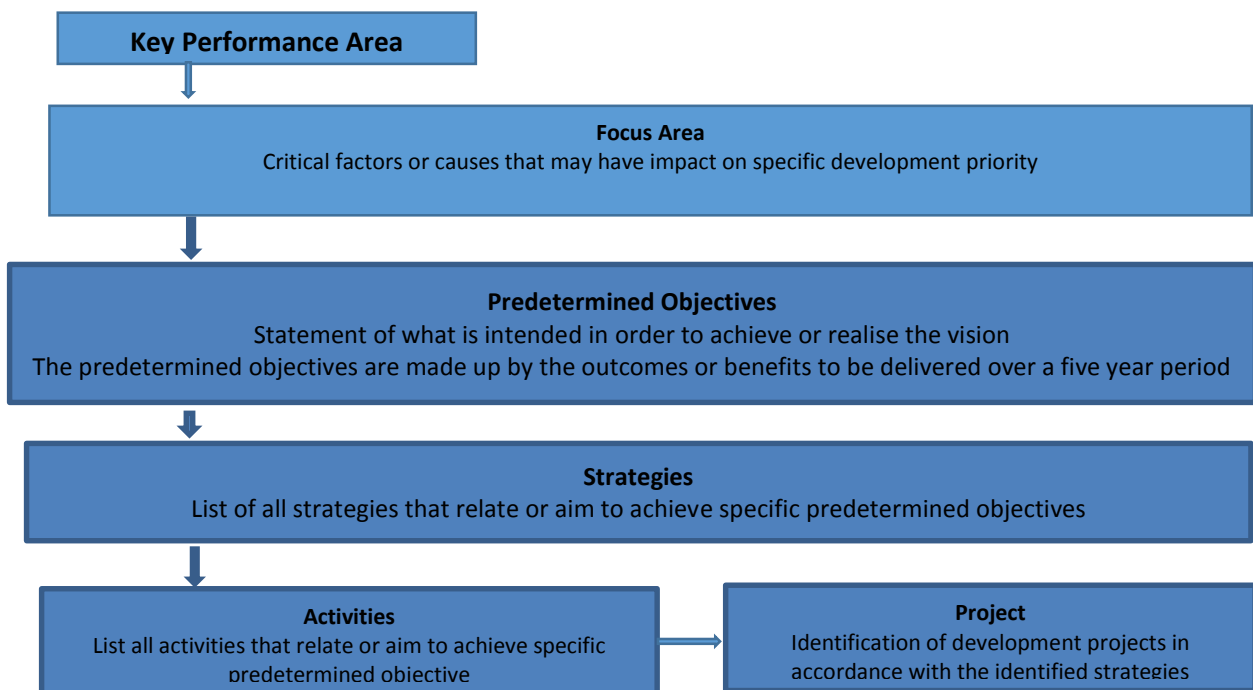 Key Performance Area
Focus Area
Critical factors or causes that may have impact on specific development priority
Predetermined Objectives
Statement of what is intended in order to achieve or realise the vision
The predetermined objectives are made up by the outcomes or benefits to be delivered over a five year period
Strategies
List of all strategies that relate or aim to achieve specific predetermined objectives
Activities
List all activities that relate or aim to achieve specific
predetermined objective
Project
Identification of development projects in
accordance with the identified strategies